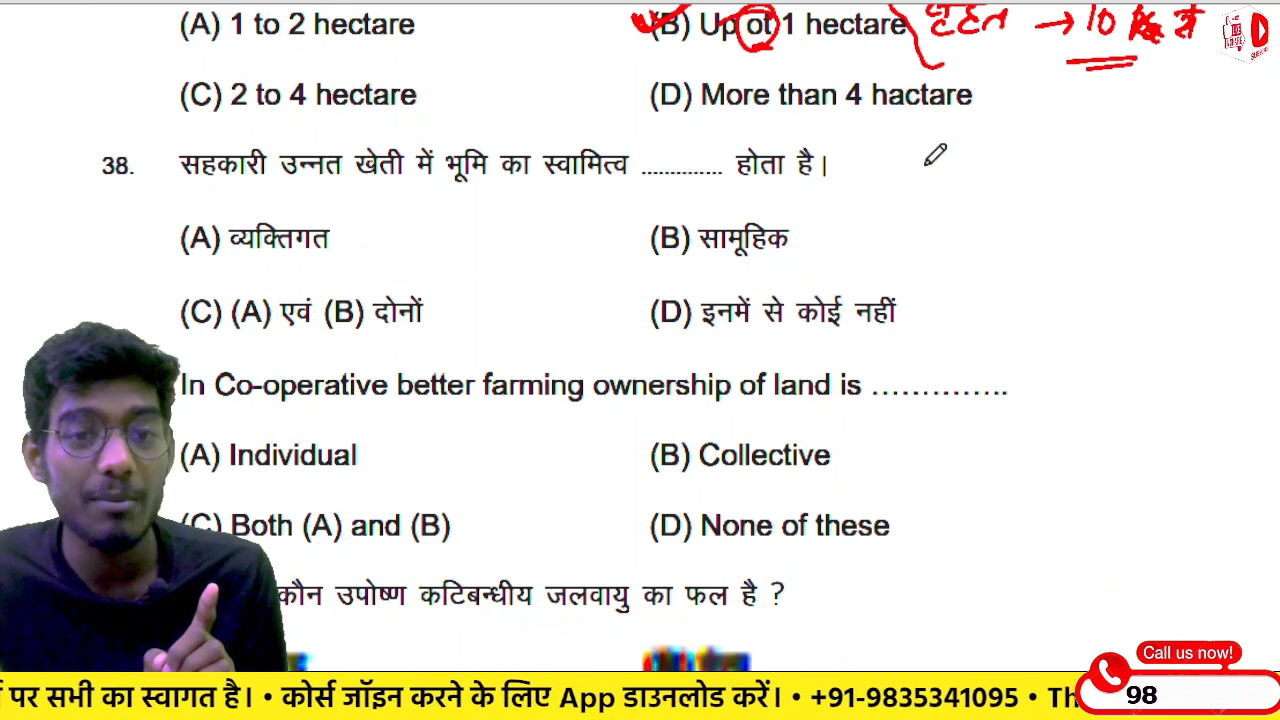 (A) 1 to 2 hectare (B) Up ot 1 hectare वृहत → 10
(C) 2 to 4 hectare (D) More than 4 hactare
38. सहकारी उन्नत खेती में भूमि का स्वामित्व .............. होता है।
(A) व्यक्तिगत (B) सामूहिक
(C) (A) एवं (B) दोनों (D) इनमें से कोई नहीं
In Co-operative better farming ownership of land is …………..
(A) Individual (B) Collective
(C) Both (A) and (B) (D) None of these
कौन उपोष्ण कटिबन्धीय जलवायु का फल है ?
Call us now!
पर सभी का स्वागत है। • कोर्स जॉइन करने के लिए App डाउनलोड करें। • +91-9835341095 • Th
98